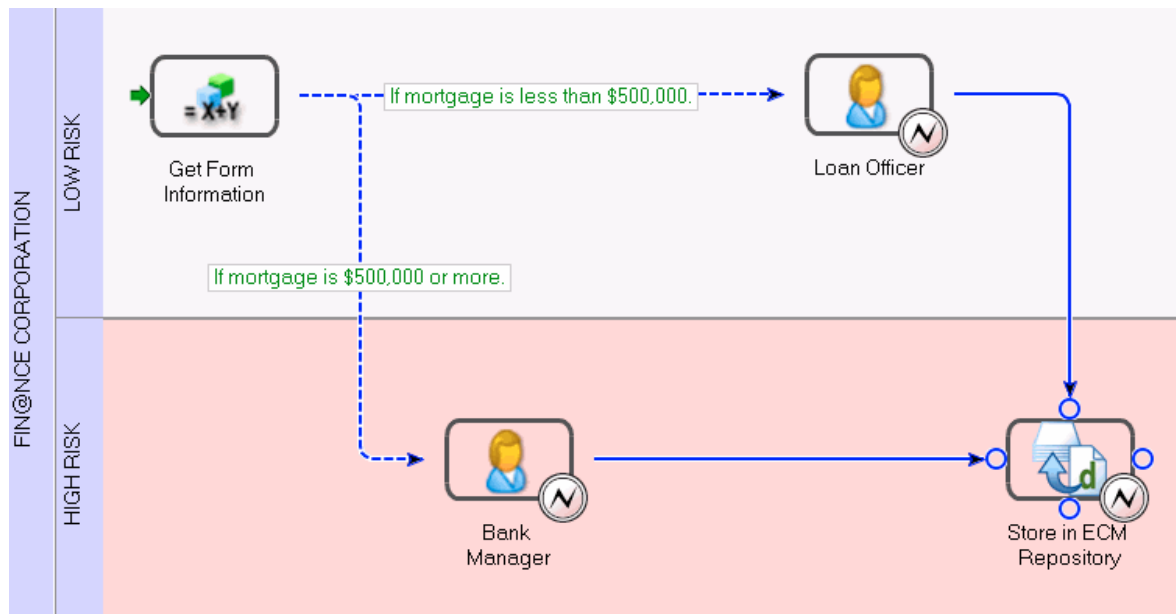 FIN@NCE CORPORATION
LOW RISK
= X+Y
Get Form
Information
If mortgage is less than $500,000.
Loan Officer
If mortgage is $500,000 or more.
HIGH RISK
Bank
Manager
d
Store in ECM
Repository